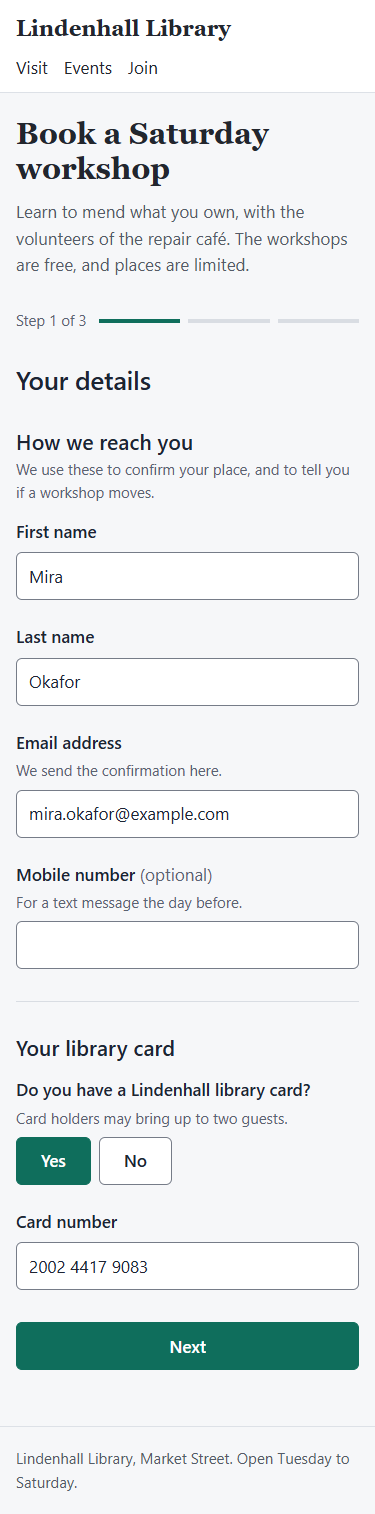 Lindenhall Library
Visit Events Join
Book a Saturday
workshop
Learn to mend what you own, with the
volunteers of the repair café. The workshops
are free, and places are limited.
Step 1 of 3
Your details
How we reach you
We use these to confirm your place, and to tell you
if a workshop moves.
First name
Mira
Last name
Okafor
Email address
We send the confirmation here.
mira.okafor@example.com
Mobile number (optional)
For a text message the day before.
Your library card
Do you have a Lindenhall library card?
Card holders may bring up to two guests.
Yes No
Card number
2002 4417 9083
Next
Lindenhall Library, Market Street. Open Tuesday to
Saturday.